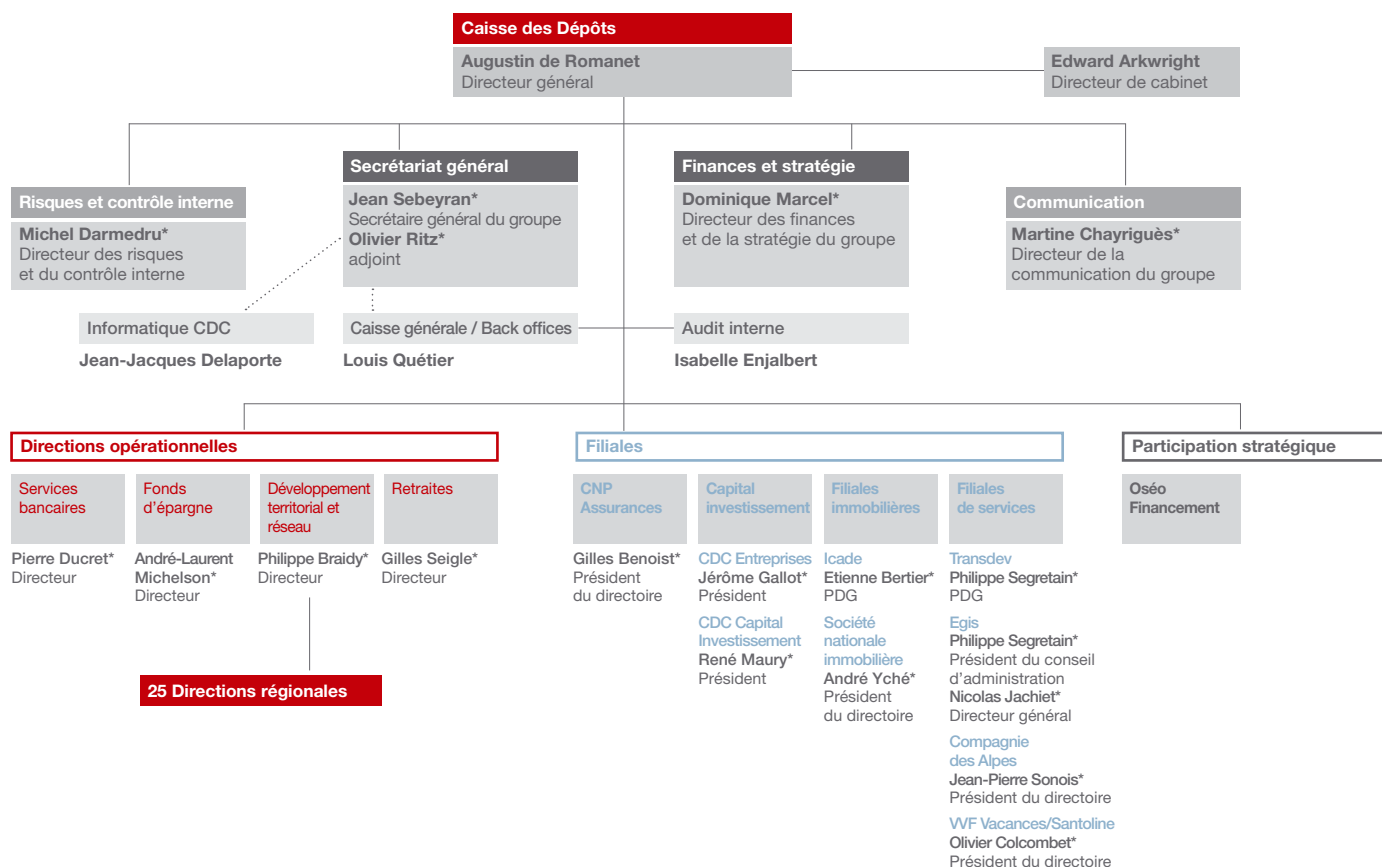 Caisse des Dépôts
Augustin de Romanet
Directeur général
Edward Arkwright
Directeur de cabinet
Risques et contrôle interne
Michel Darmedru*
Directeur des risques
et du contrôle interne
Secrétariat général
Jean Sebeyran*
Secrétaire général du groupe
Olivier Ritz*
adjoint
Finances et stratégie
Dominique Marcel*
Directeur des finances
et de la stratégie du groupe
Communication
Martine Chayriguès*
Directeur de la
communication du groupe
Informatique CDC
Jean-Jacques Delaporte
Caisse générale / Back offices
Louis Quétier
Audit interne
Isabelle Enjalbert
Directions opérationnelles
Services
bancaires
Pierre Ducret*
Directeur
Fonds
d'épargne
André-Laurent
Michelson*
Directeur
Développement
territorial et
réseau
Philippe Braidy*
Directeur
Retraites
Gilles Seigle*
Directeur
25 Directions régionales
Filiales
CNP
Assurances
Gilles Benoist*
Président
du directoire
Capital
investissement
CDC Entreprises
Jérôme Gallot*
Président
CDC Capital
Investissement
René Maury*
Président
Filiales
immobilières
Icade
Etienne Bertier*
PDG
Société
nationale
immobilière
André Yché*
Président
du directoire
Filiales
de services
Transdev
Philippe Segretain*
PDG
Egis
Philippe Segretain*
Président du conseil
d'administration
Nicolas Jachiet*
Directeur général
Compagnie
des Alpes
Jean-Pierre Sonois*
Président du directoire
VVF Vacances/Santoline
Olivier Colcombet*
Président du directoire
Participation stratégique
Oséo
Financement